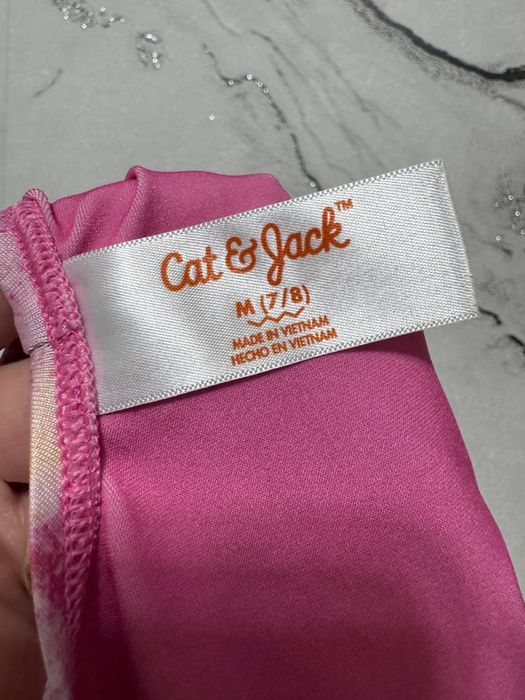 Cat & Jack™
M (7/8)
MADE IN VIETNAM
HECHO EN VIETNAM